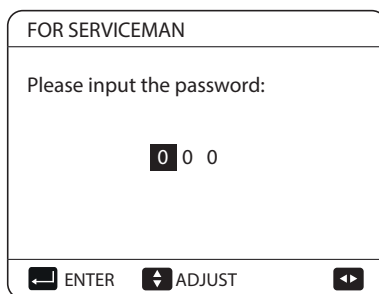 FOR SERVICEMAN
Please input the password:
0 0 0
ENTER ADJUST